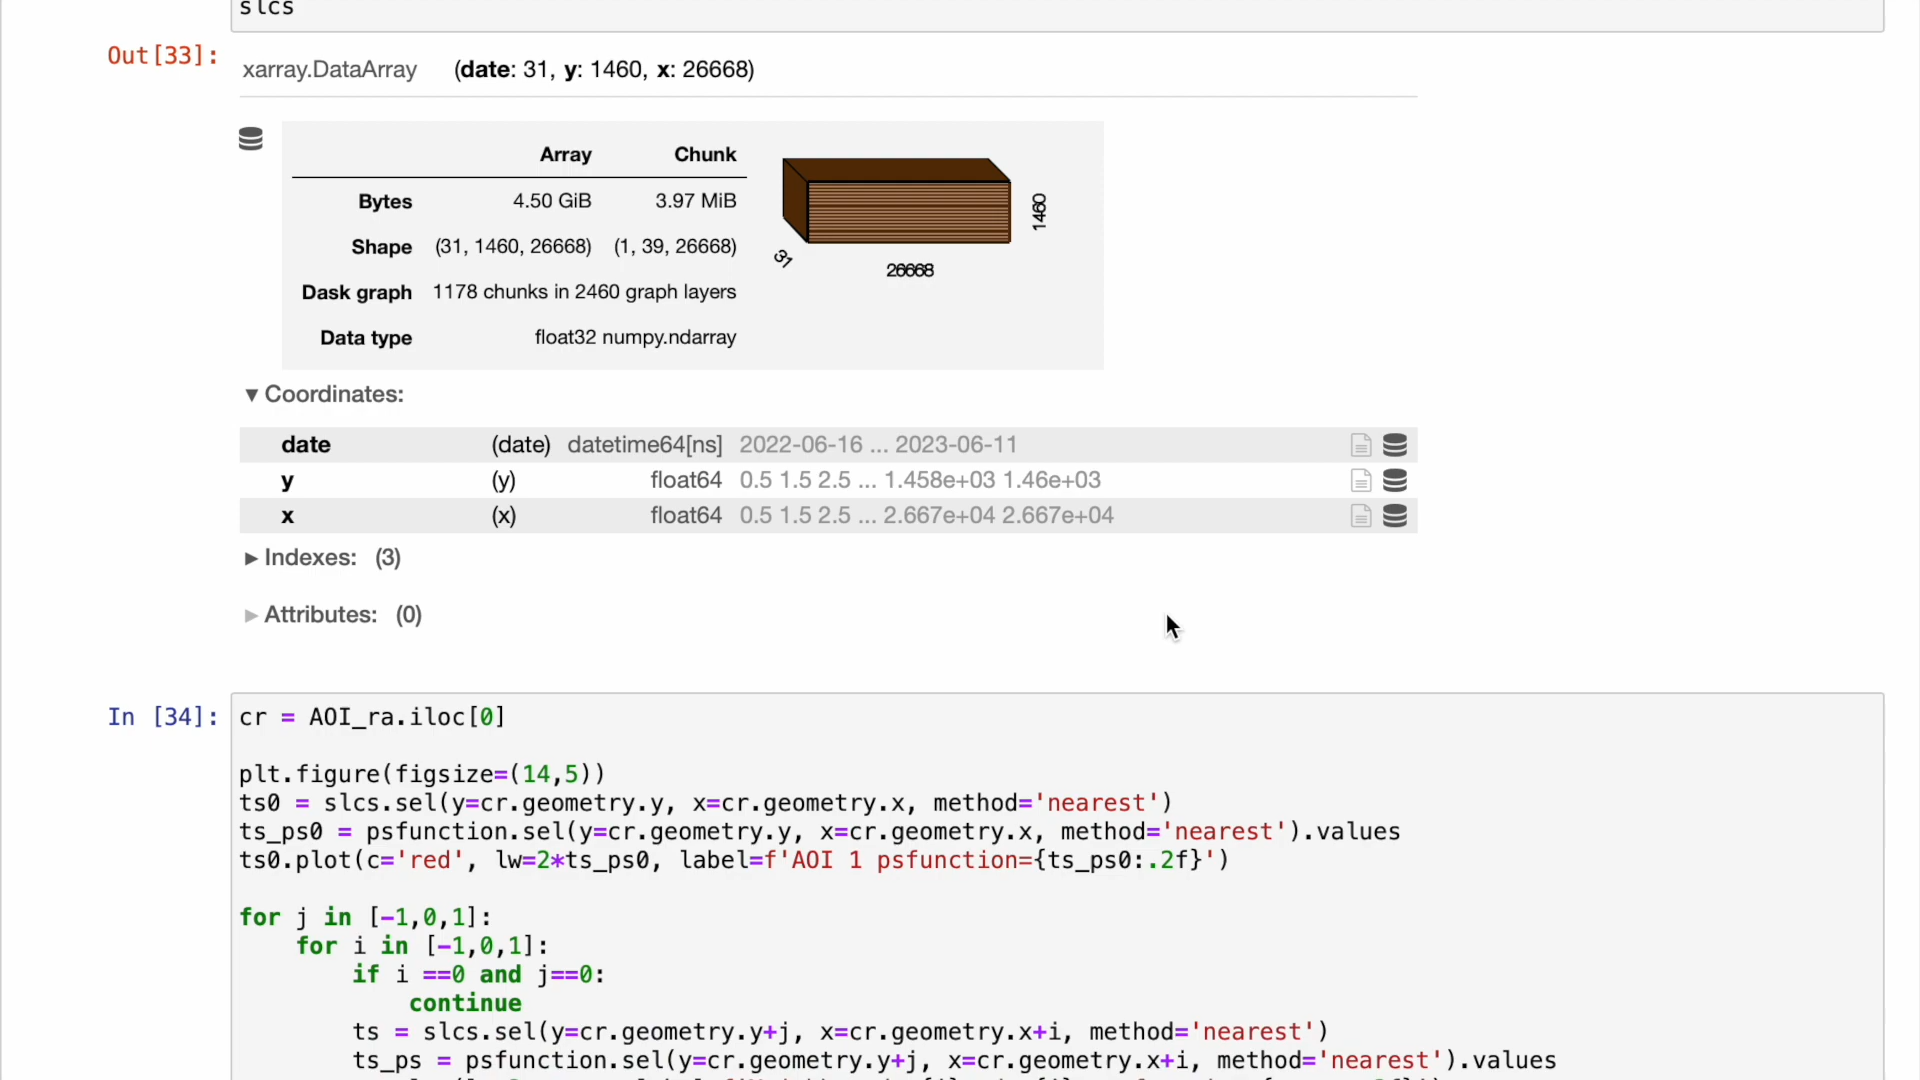 slcs
Out[33]:
xarray.DataArray (date: 31, y: 1460, x: 26668)
Array Chunk
Bytes 4.50 GiB 3.97 MiB
Shape (31, 1460, 26668) (1, 39, 26668)
Dask graph 1178 chunks in 2460 graph layers
Data type float32 numpy.ndarray
31
26668
1460
▼ Coordinates:
date (date) datetime64[ns] 2022-06-16 ... 2023-06-11
y (y) float64 0.5 1.5 2.5 ... 1.458e+03 1.46e+03
x (x) float64 0.5 1.5 2.5 ... 2.667e+04 2.667e+04
► Indexes: (3)
► Attributes: (0)
In [34]: cr = AOI_ra.iloc[0]
plt.figure(figsize=(14,5))
ts0 = slcs.sel(y=cr.geometry.y, x=cr.geometry.x, method='nearest')
ts_ps0 = psfunction.sel(y=cr.geometry.y, x=cr.geometry.x, method='nearest').values
ts0.plot(c='red', lw=2*ts_ps0, label=f'AOI 1 psfunction={ts_ps0:.2f}')
for j in [-1,0,1]:
    for i in [-1,0,1]:
        if i ==0 and j==0:
            continue
        ts = slcs.sel(y=cr.geometry.y+j, x=cr.geometry.x+i, method='nearest')
        ts_ps = psfunction.sel(y=cr.geometry.y+j, x=cr.geometry.x+i, method='nearest').values